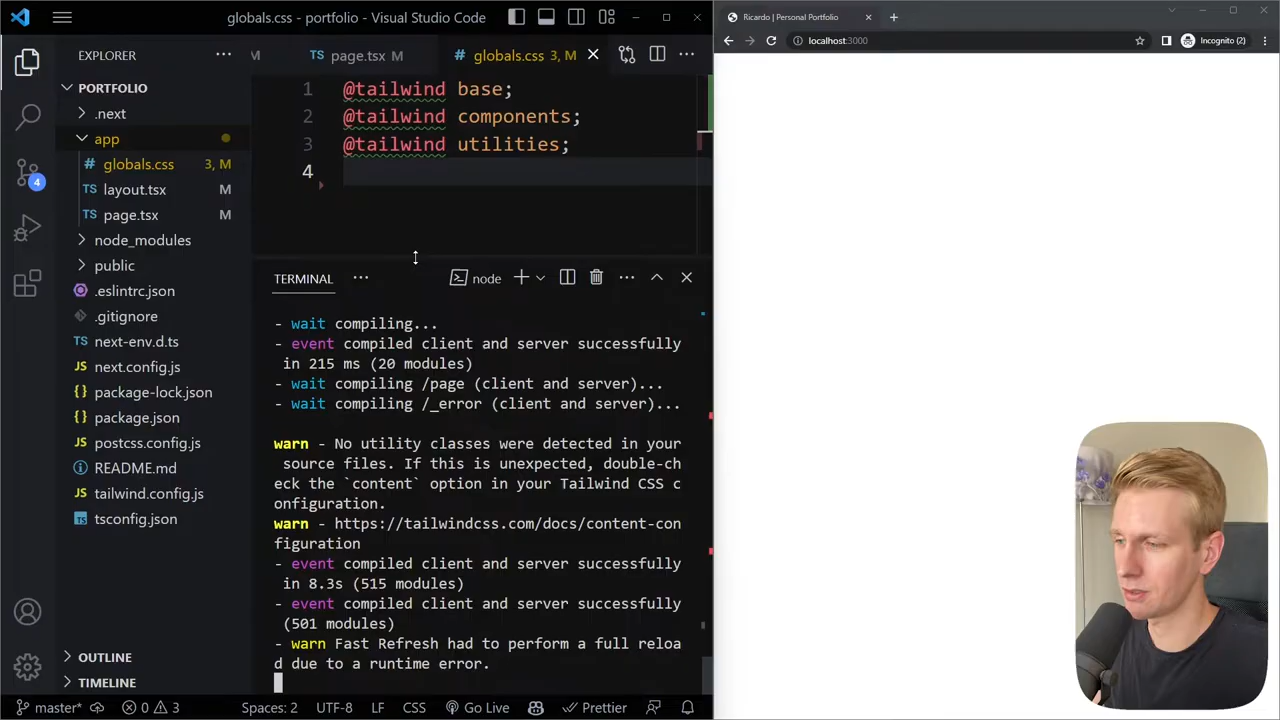 globals.css - portfolio - Visual Studio Code
EXPLORER
M
page.tsx M
globals.css 3, M
PORTFOLIO
.next
app
globals.css 3, M
layout.tsx M
page.tsx M
node_modules
public
.eslintrc.json
.gitignore
next-env.d.ts
next.config.js
package-lock.json
package.json
postcss.config.js
README.md
tailwind.config.js
tsconfig.json
OUTLINE
TIMELINE
4
1 @tailwind base;
2 @tailwind components;
3 @tailwind utilities;
4
TERMINAL
node
- wait compiling...
- event compiled client and server successfully
in 215 ms (20 modules)
- wait compiling /page (client and server)...
- wait compiling /_error (client and server)...
warn - No utility classes were detected in your
source files. If this is unexpected, double-ch
eck the `content` option in your Tailwind CSS c
onfiguration.
warn - https://tailwindcss.com/docs/content-con
figuration
- event compiled client and server successfully
in 8.3s (515 modules)
- event compiled client and server successfully
(501 modules)
- warn Fast Refresh had to perform a full reloa
d due to a runtime error.
master* 0 3 Spaces: 2 UTF-8 Go Live Prettier
Ricardo | Personal Portfolio
localhost:3000
Incognito (2)